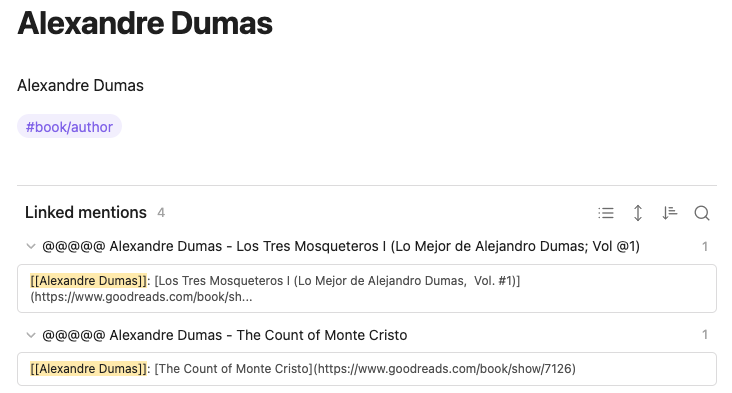 Alexandre Dumas
Alexandre Dumas
#book/author
Linked mentions 4
@@@@@ Alexandre Dumas - Los Tres Mosqueteros I (Lo Mejor de Alejandro Dumas; Vol @1) 1
[[Alexandre Dumas]]: [Los Tres Mosqueteros I (Lo Mejor de Alejandro Dumas, Vol. #1)]
(https://www.goodreads.com/book/sh...
@@@@@ Alexandre Dumas - The Count of Monte Cristo 1
[[Alexandre Dumas]]: [The Count of Monte Cristo](https://www.goodreads.com/book/show/7126)